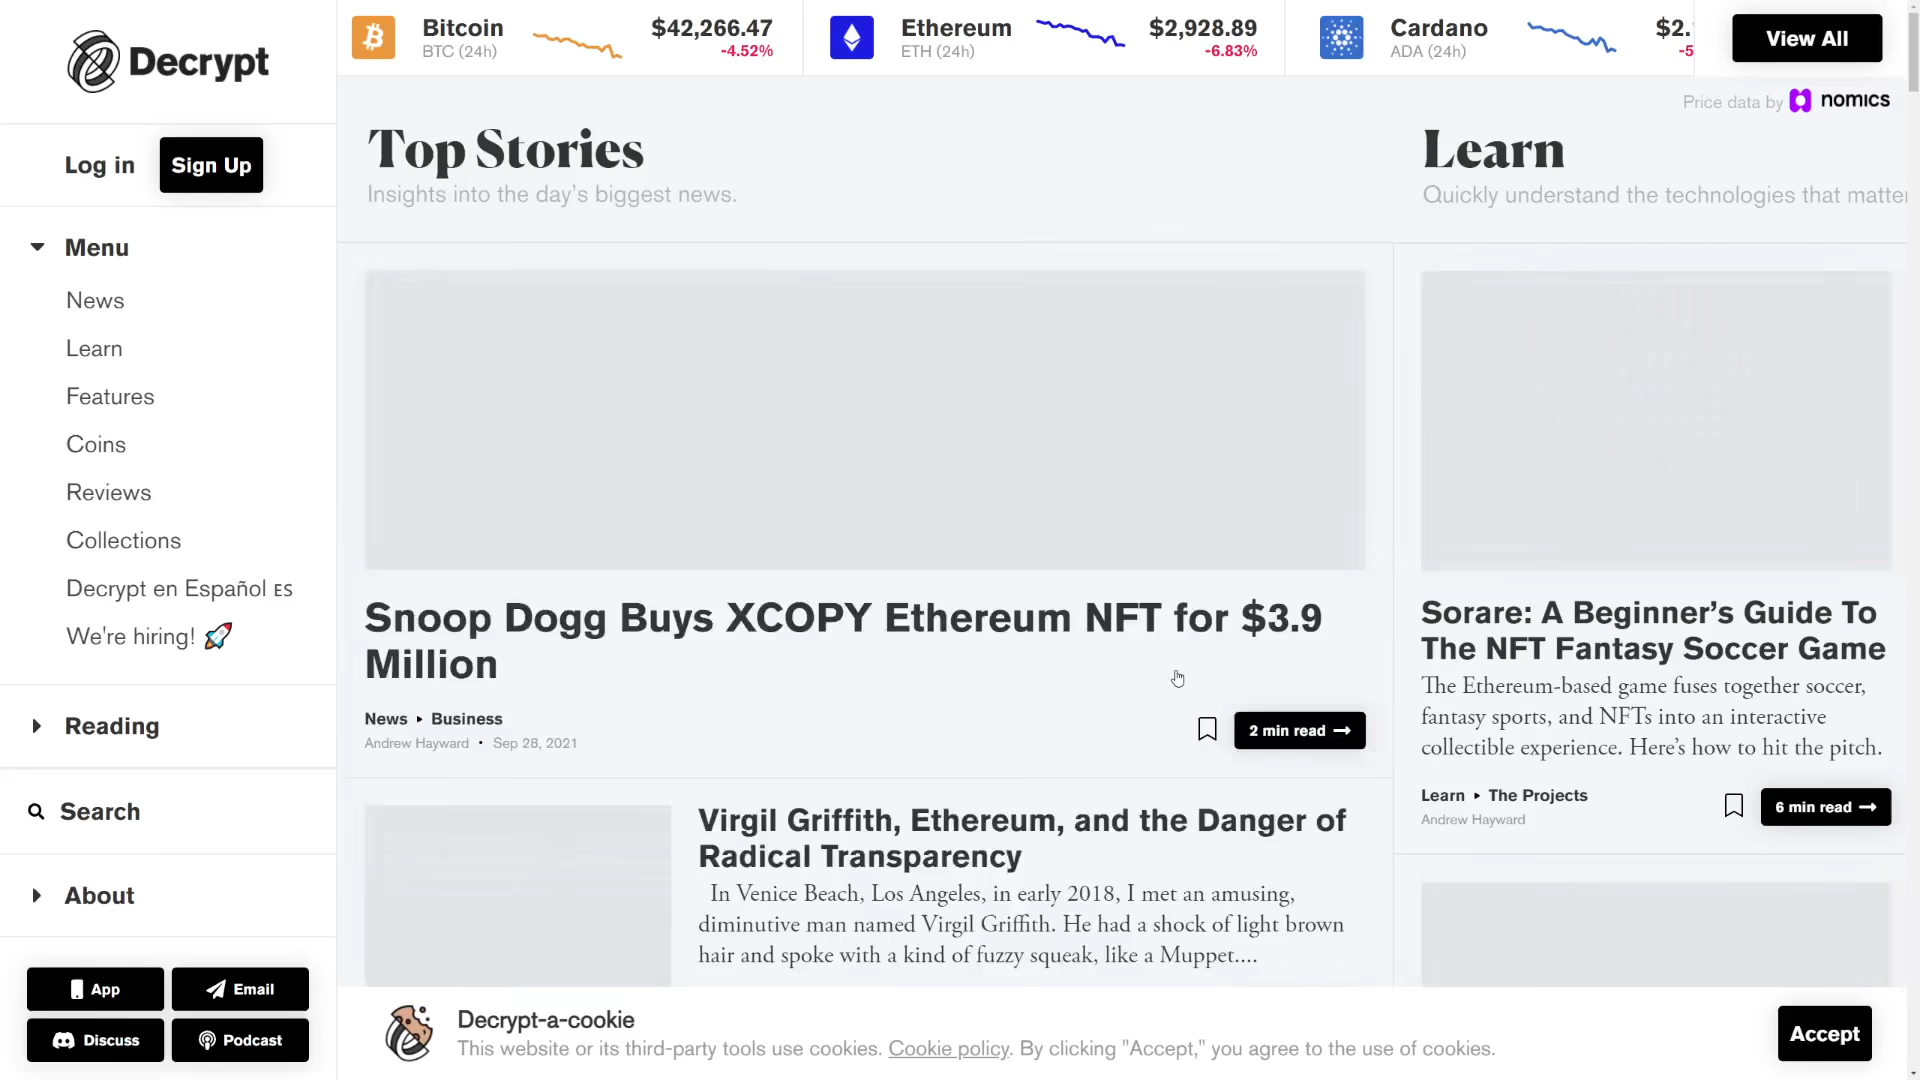 Decrypt
Log in
Sign Up
Menu
News
Learn
Features
Coins
Reviews
Collections
Decrypt en Español ES
We're hiring! 🚀
Reading
Search
About
App
Email
Discuss
Podcast
Bitcoin
BTC (24h)
$42,266.47
-4.52%
Ethereum
ETH (24h)
$2,928.89
-6.83%
Cardano
ADA (24h)
$2.
-5
View All
Price data by nomics
Top Stories
Insights into the day’s biggest news.
Snoop Dogg Buys XCOPY Ethereum NFT for $3.9
Million
News ▸ Business
Andrew Hayward • Sep 28, 2021
2 min read →
Virgil Griffith, Ethereum, and the Danger of
Radical Transparency
In Venice Beach, Los Angeles, in early 2018, I met an amusing,
diminutive man named Virgil Griffith. He had a shock of light brown
hair and spoke with a kind of fuzzy squeak, like a Muppet....
Learn
Quickly understand the technologies that matter
Sorare: A Beginner’s Guide To
The NFT Fantasy Soccer Game
The Ethereum-based game fuses together soccer,
fantasy sports, and NFTs into an interactive
collectible experience. Here’s how to hit the pitch.
Learn ▸ The Projects
Andrew Hayward
6 min read →
Decrypt-a-cookie
This website or its third-party tools use cookies. Cookie policy. By clicking "Accept," you agree to the use of cookies.
Accept